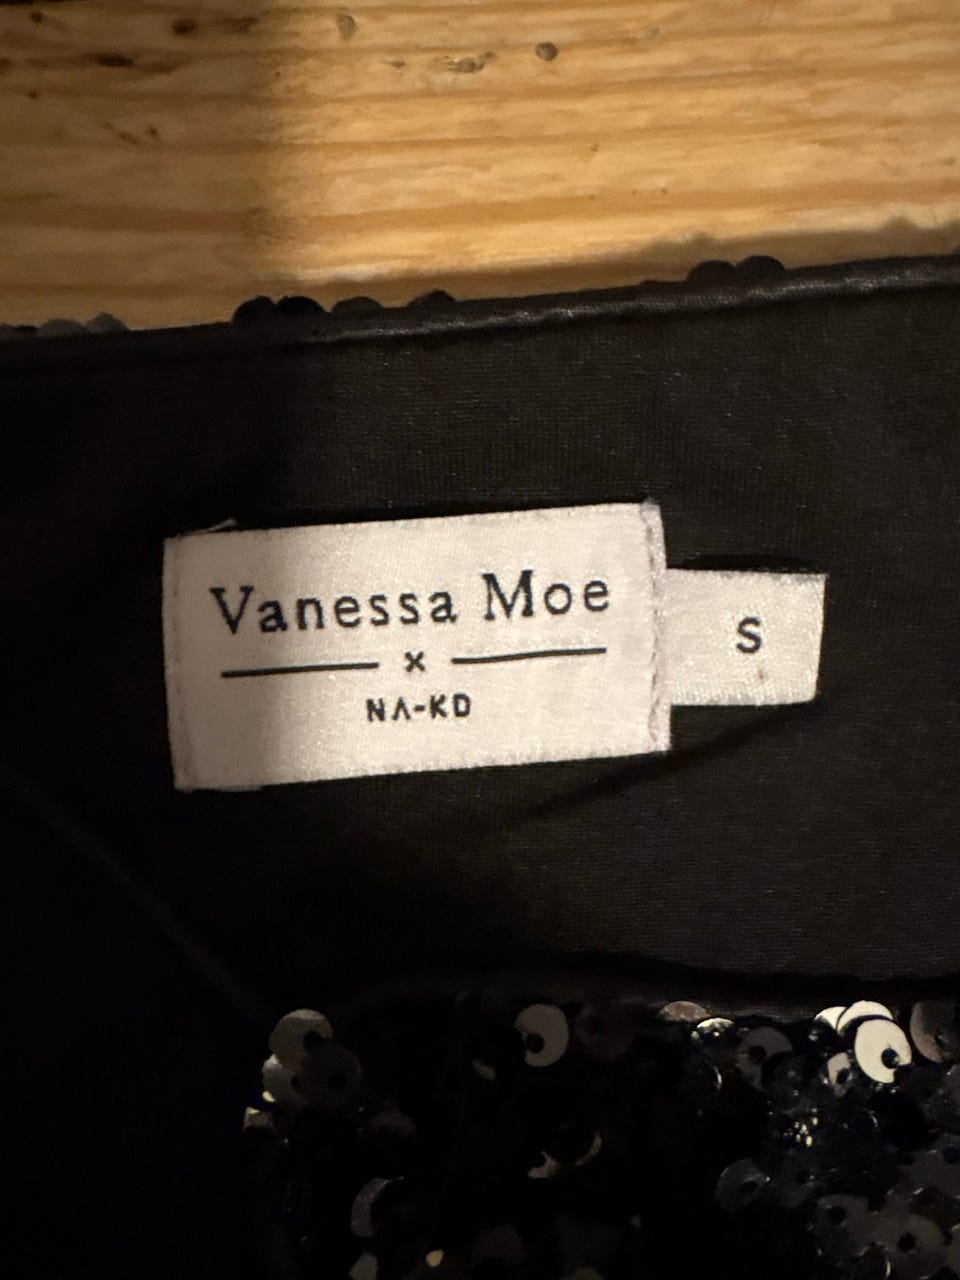 Vanessa Moe
x
NA-KD
S